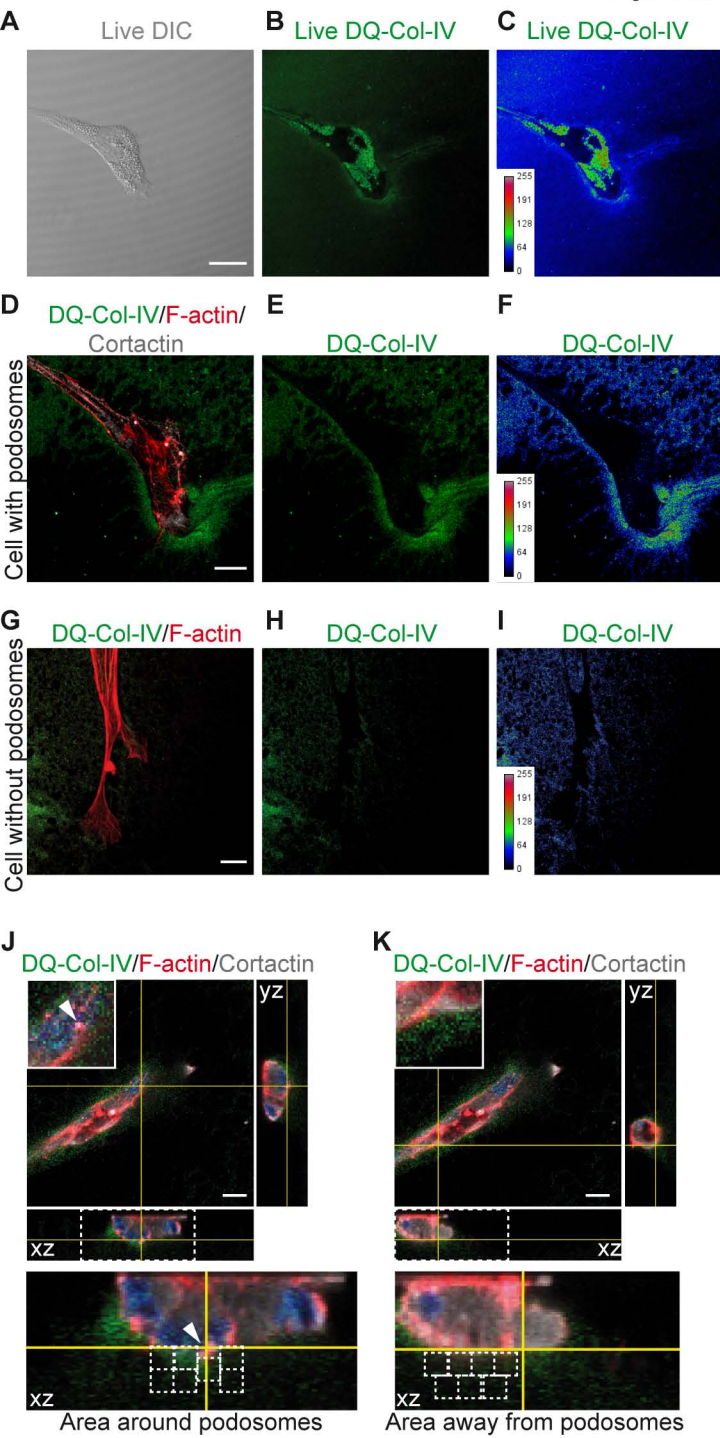 A Live DIC
B Live DQ-Col-IV
C Live DQ-Col-IV
255
191
128
64
0
Cell with podosomes
D DQ-Col-IV/F-actin/
Cortactin
E DQ-Col-IV
F DQ-Col-IV
255
191
128
64
0
Cell without podosomes
G DQ-Col-IV/F-actin
H DQ-Col-IV
I DQ-Col-IV
255
191
128
64
0
J
DQ-Col-IV/F-actin/Cortactin
yz
xz
xz
Area around podosomes
K
DQ-Col-IV/F-actin/Cortactin
yz
xz
xz
Area away from podosomes